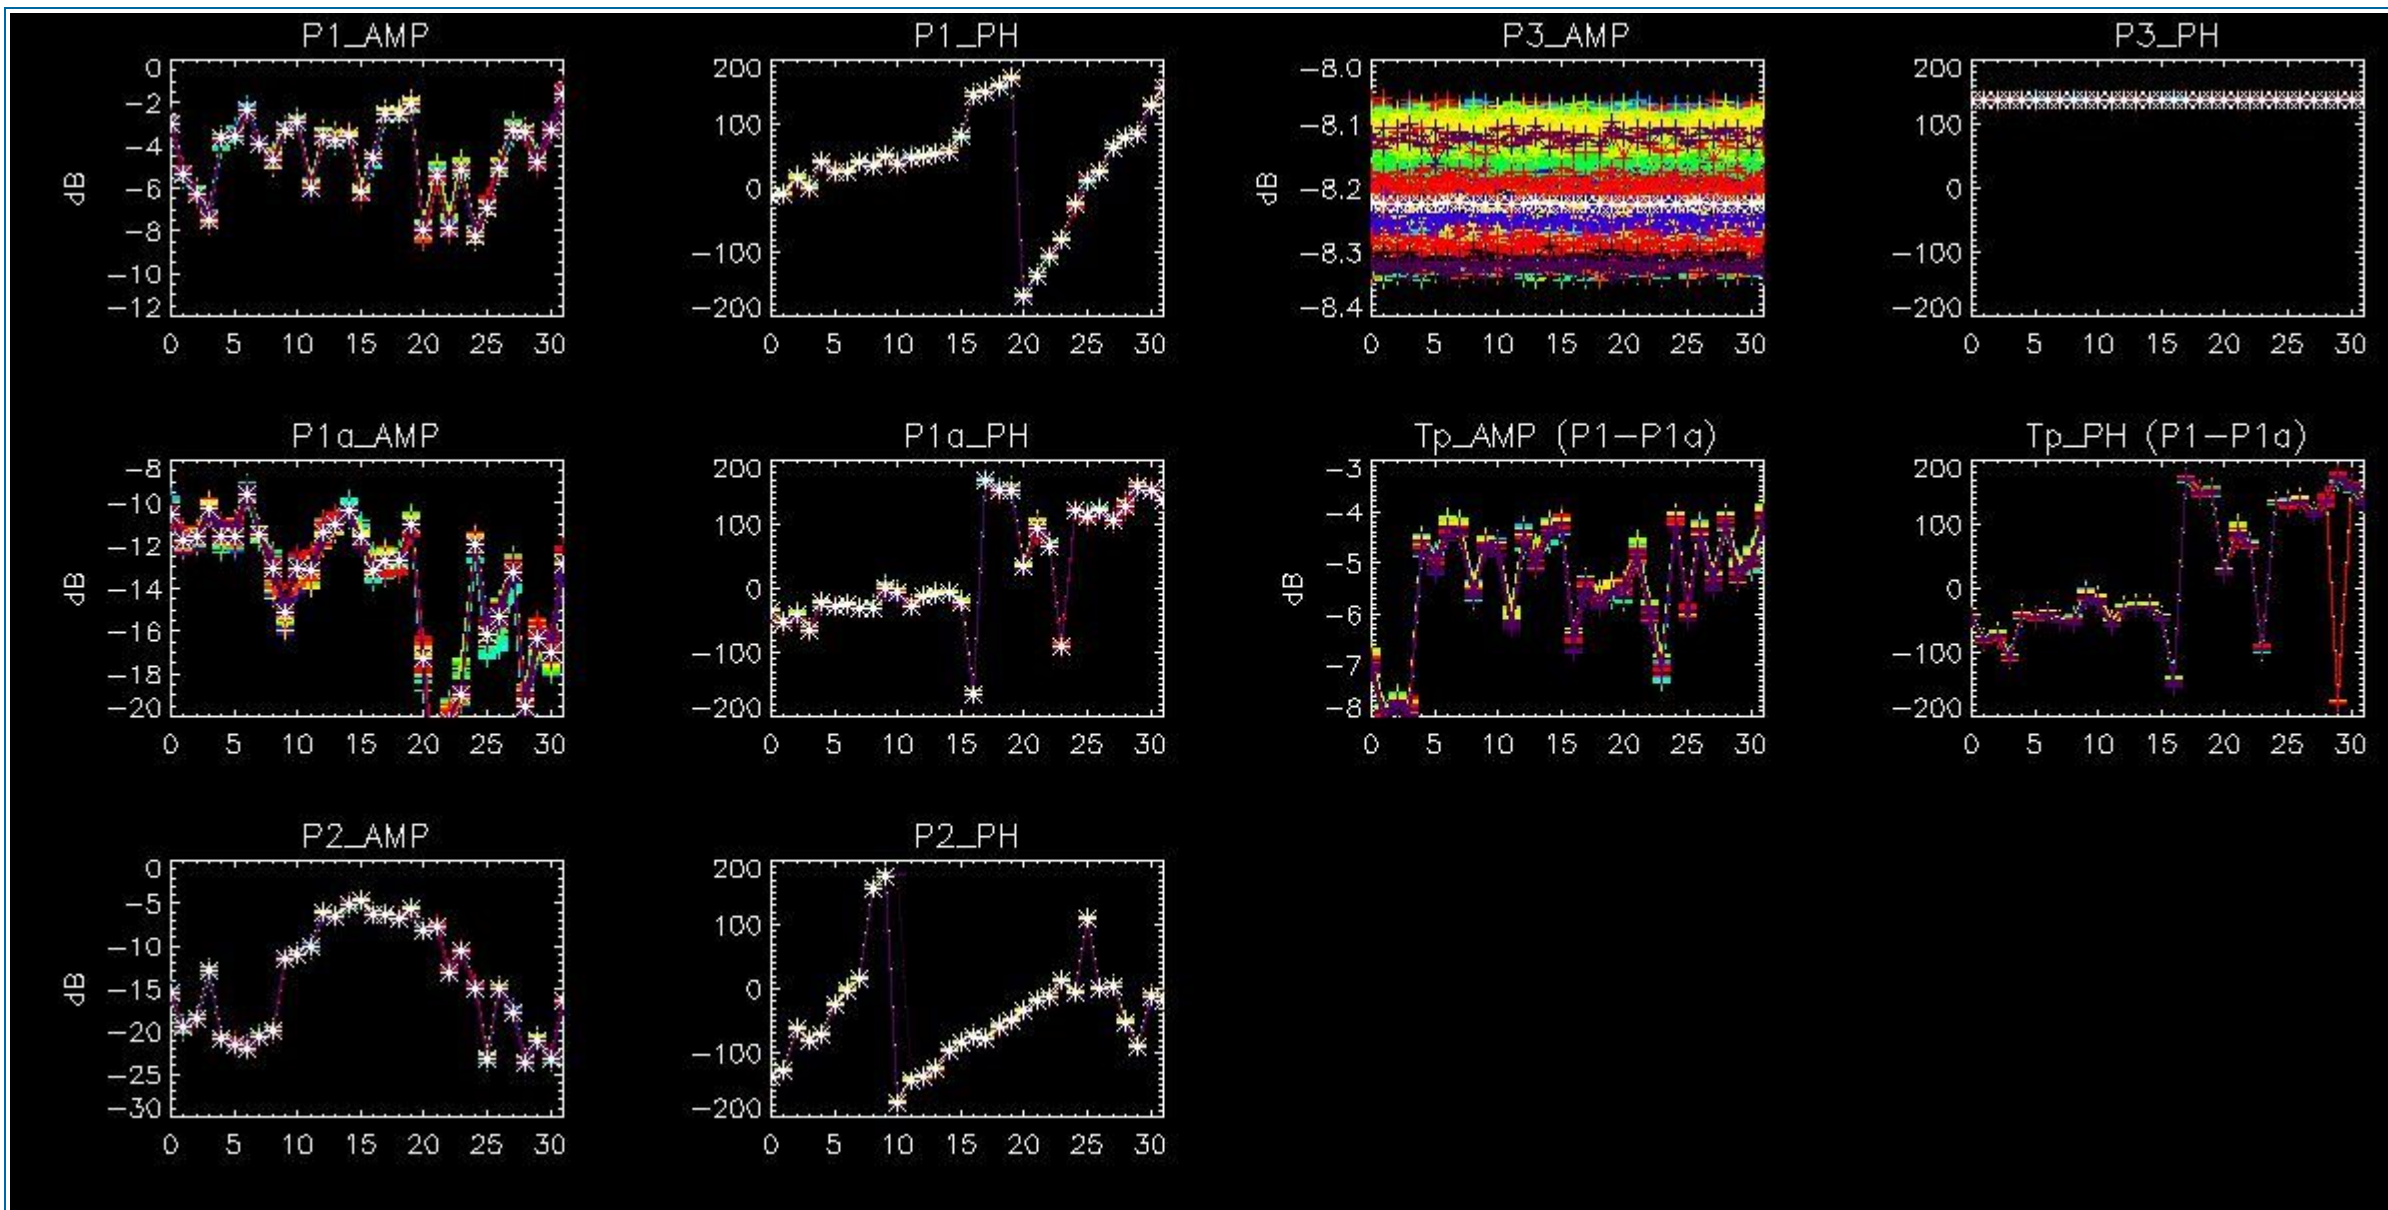 P1_AMP P1_PH P3_AMP P3_PH
0 200 −8.0 200
−2
−4 100 −8.1 100
dB −6 0 dB −8.2 0
−8
−10 −100 −8.3 −100
−12 −200 −8.4 −200
0 5 10 15 20 25 30 0 5 10 15 20 25 30 0 5 10 15 20 25 30 0 5 10 15 20 25 30
P1a_AMP P1a_PH Tp_AMP (P1−P1a) Tp_PH (P1−P1a)
−8 200 −3 200
−10 100 −4 100
−12
dB −14 0 dB −5 0
−16 −100 −6 −100
−18 −7
−20 −200 −8 −200
0 5 10 15 20 25 30 0 5 10 15 20 25 30 0 5 10 15 20 25 30 0 5 10 15 20 25 30
P2_AMP P2_PH
0 200
−5 100
−10
dB −15 0
−20 −100
−25
−30 −200
0 5 10 15 20 25 30 0 5 10 15 20 25 30